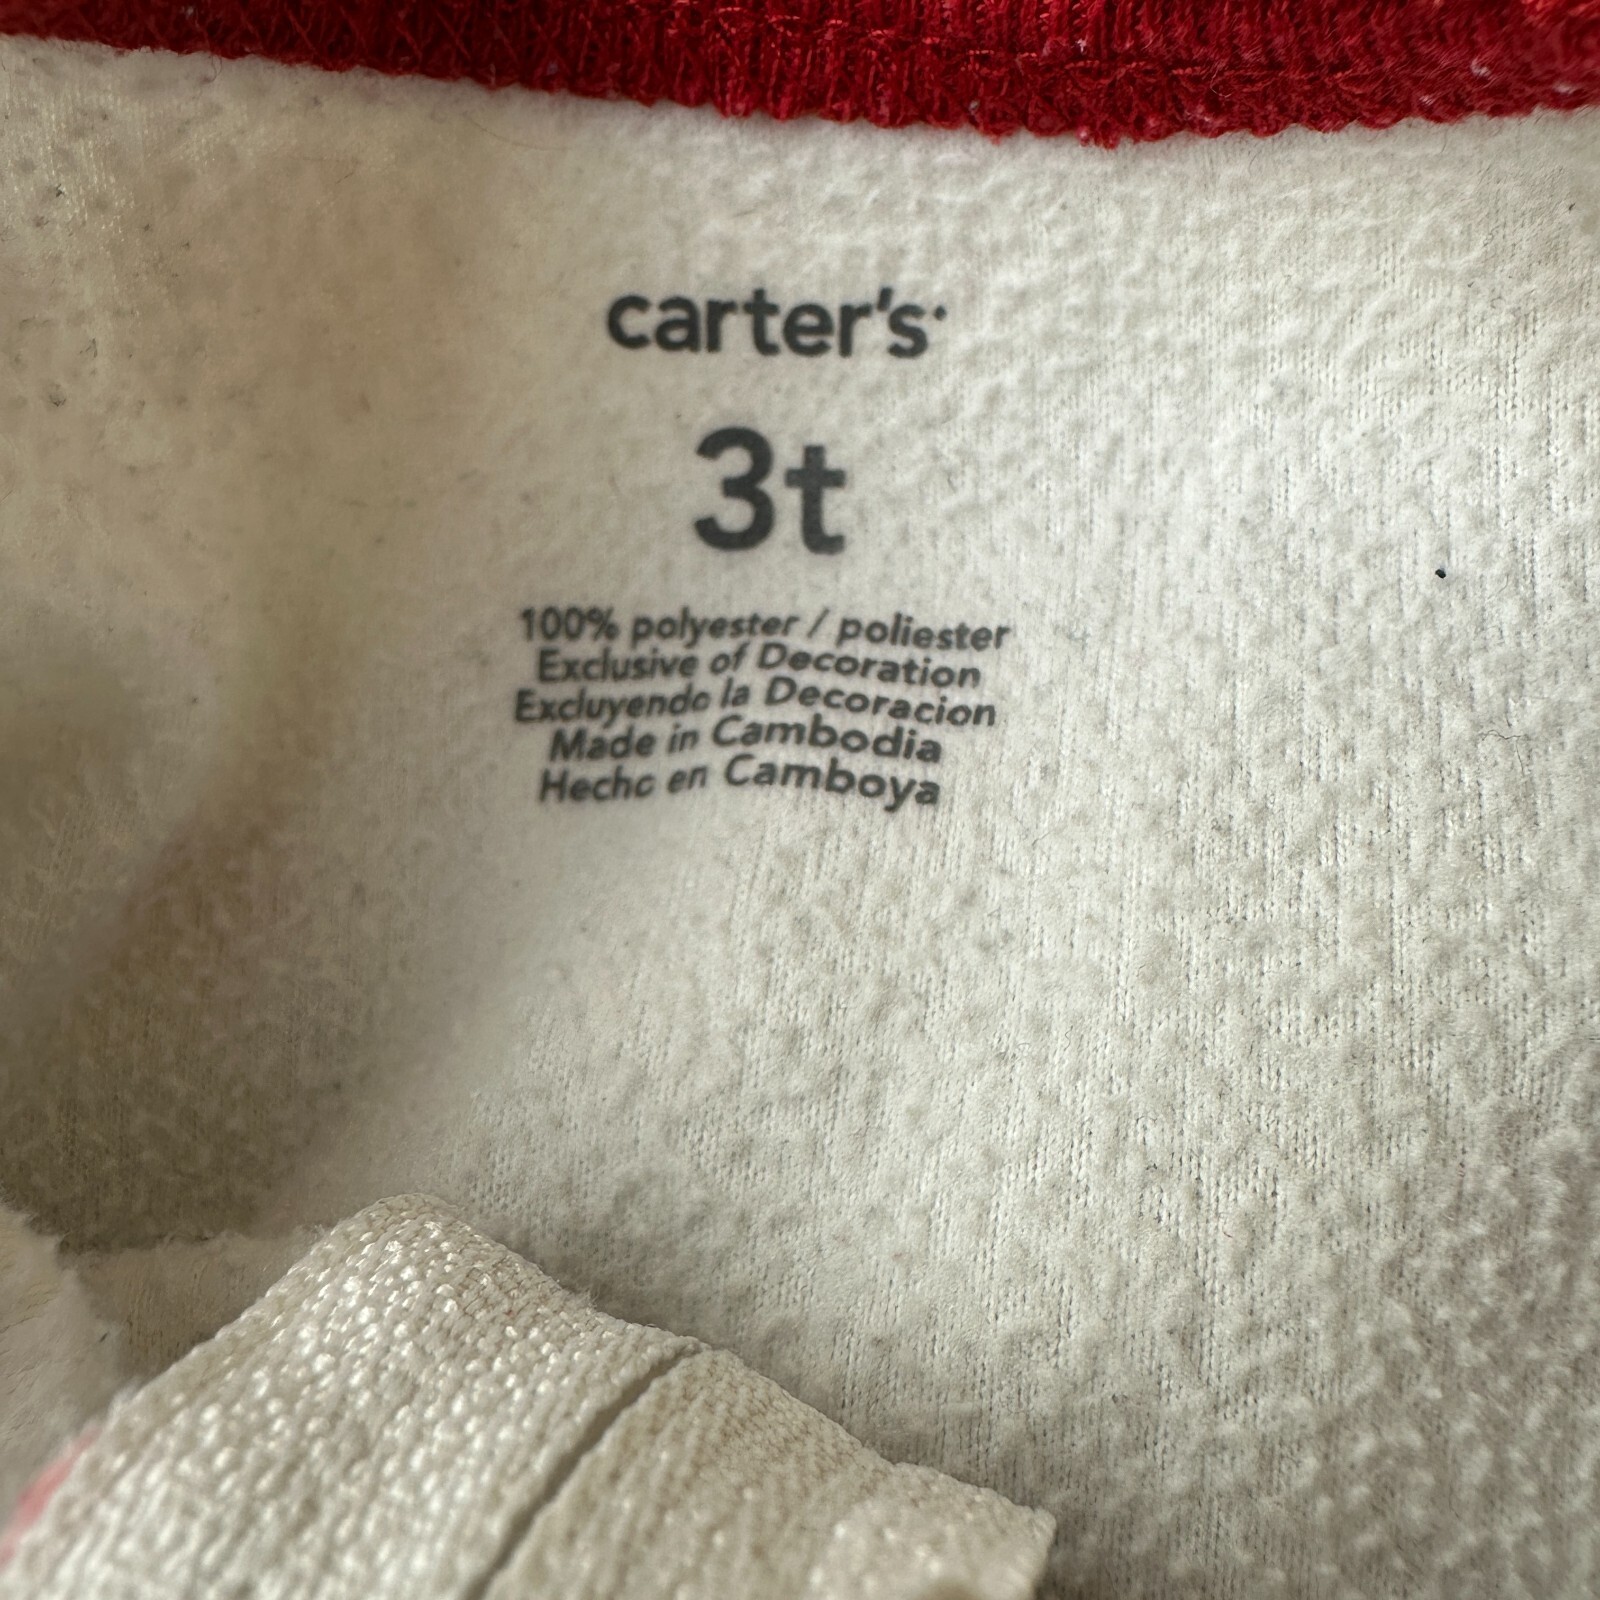 carter's
3t
100% polyester / poliester
Exclusive of Decoration
Excluyendo la Decoracion
Made in Cambodia
Hecho en Camboya